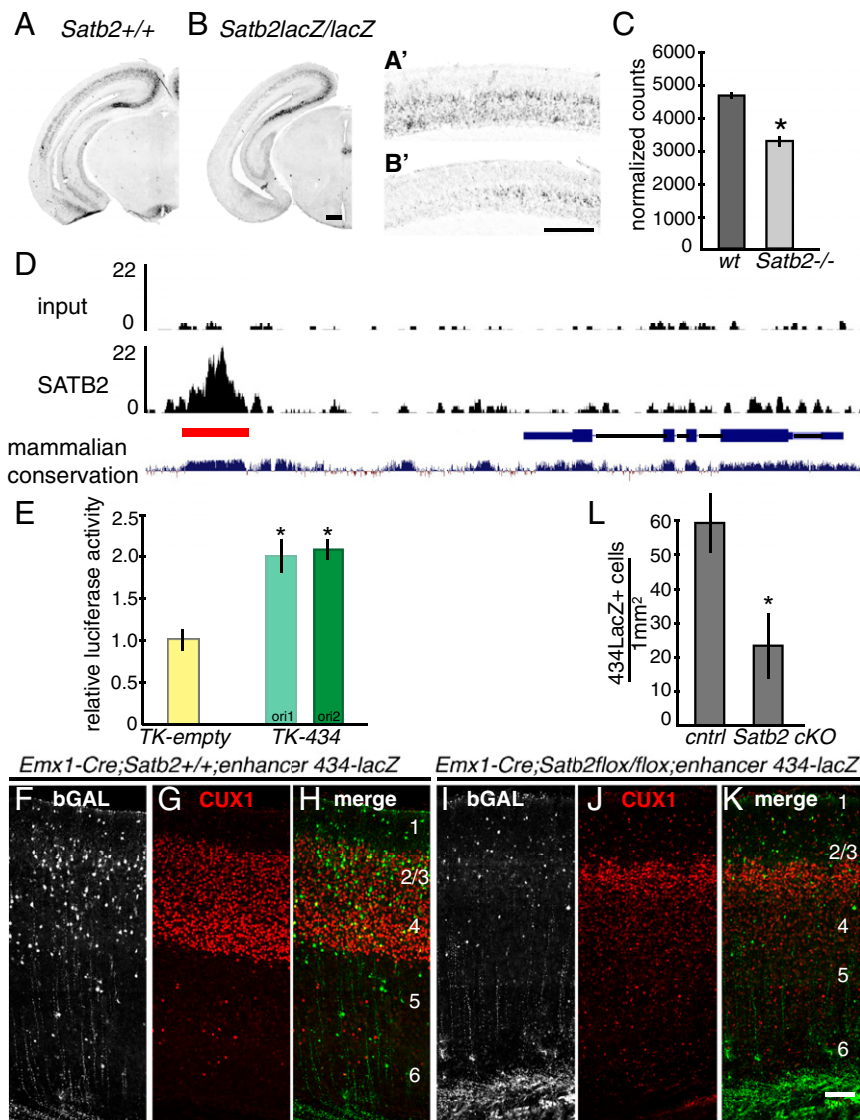 A Satb2+/+ B Satb2lacZ/lacZ
A’
B’
C
normalized counts
6000
5000
4000
3000
2000
1000
0
*
wt Satb2-/-
D
input
22
0
SATB2
22
0
mammalian
conservation
E
relative luciferase activity
2.5
2.0
1.5
1.0
0.5
0
* *
ori1 ori2
TK-empty TK-434
L
434LacZ+ cells
1mm2
60
50
40
30
20
10
0
*
cntrl Satb2 cKO
Emx1-Cre;Satb2+/+;enhancer 434-lacZ
Emx1-Cre;Satb2flox/flox;enhancer 434-lacZ
F bGAL
G CUX1
H merge
1
2/3
4
5
6
I bGAL
J CUX1
K merge
1
2/3
4
5
6